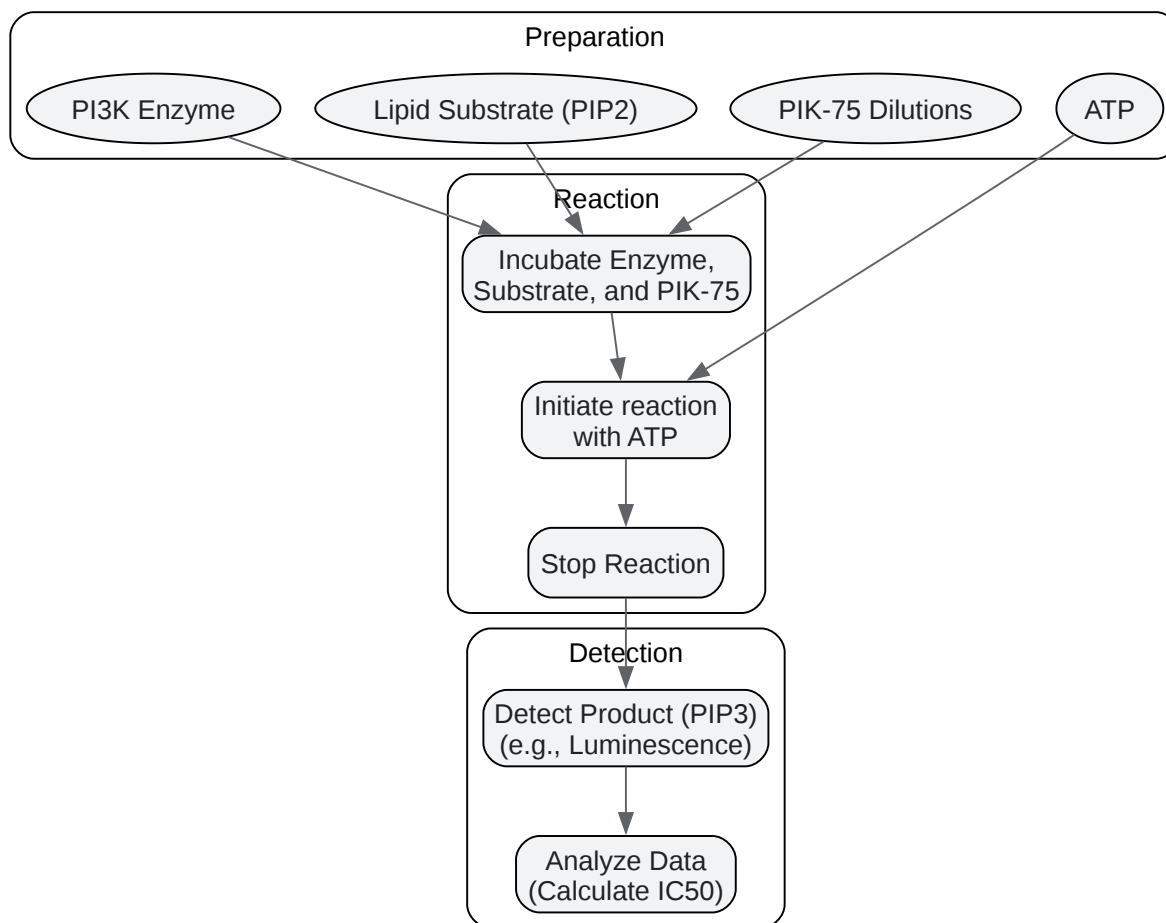 Preparation
PI3K Enzyme
Lipid Substrate (PIP2)
PIK-75 Dilutions
ATP
Reaction
Incubate Enzyme,
Substrate, and PIK-75
Initiate reaction
with ATP
Stop Reaction
Detection
Detect Product (PIP3)
(e.g., Luminescence)
Analyze Data
(Calculate IC50)